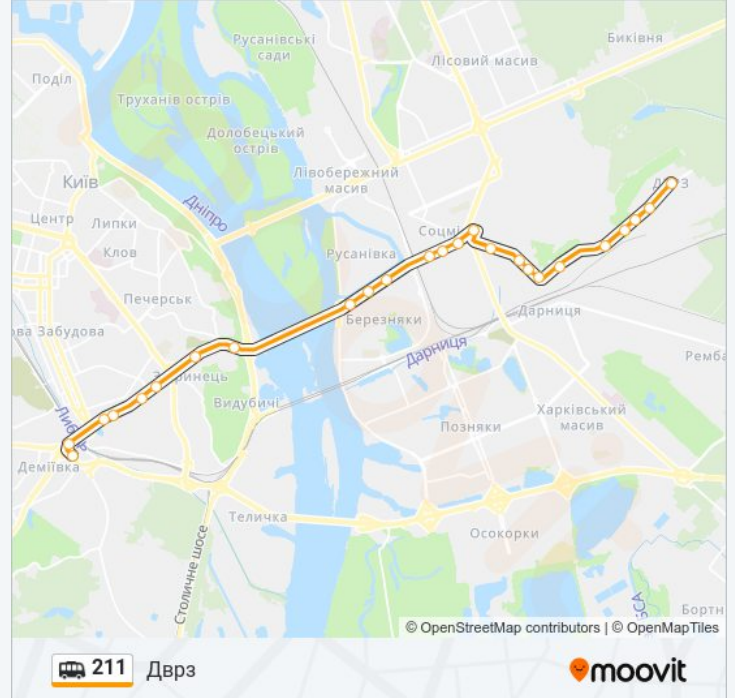 Русанівські
сади
Биківня
Лісовий масив
Поділ
Труханів острів
Долобецький
острів
Лівобережний
масив
Київ
Дніпро
Центр
Липки
Клов
Соцмі
Русанівка
Печерськ
ова Забудова
Березняки
Дарниця
Дарниця
Ремба
Видубичі
Харківський
масив
Позняки
Либідь
Деміївка
Теличка
Осокорки
Столичне шосе
Бортн
© OpenStreetMap contributors | © OpenMapTiles
211
Дврз
moovit